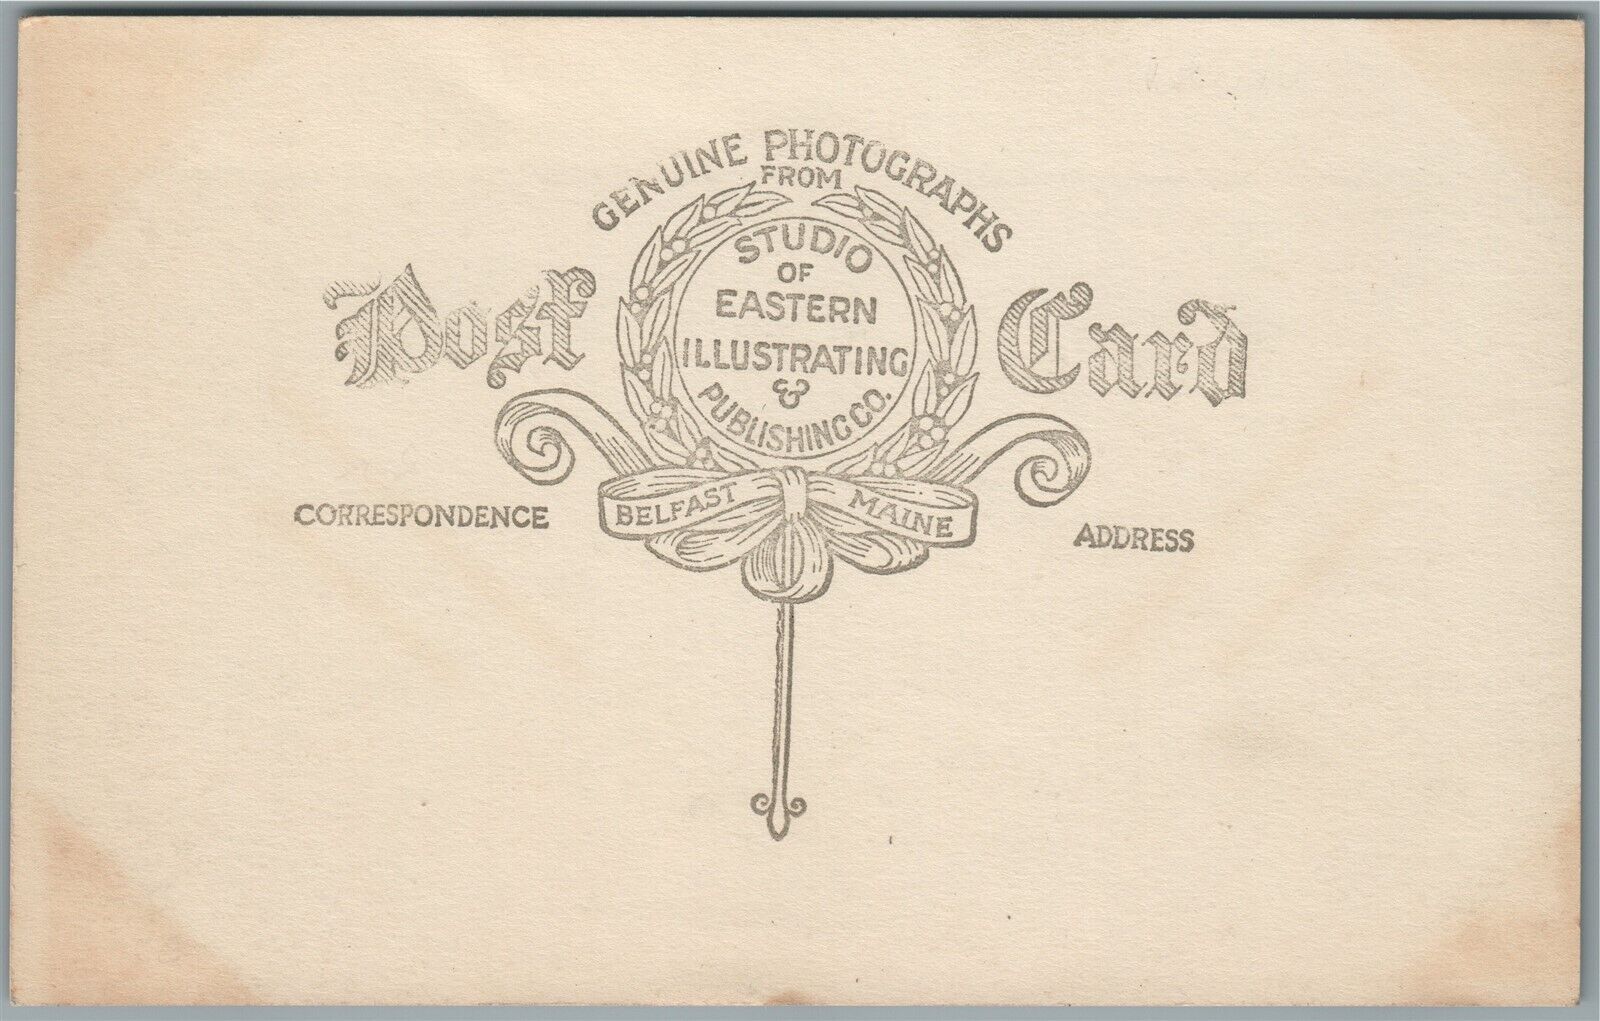 GENUINE PHOTOGRAPHS
FROM
STUDIO
OF
EASTERN
ILLUSTRATING
&
PUBLISHING CO.
Post Card
BELFAST MAINE
CORRESPONDENCE
ADDRESS